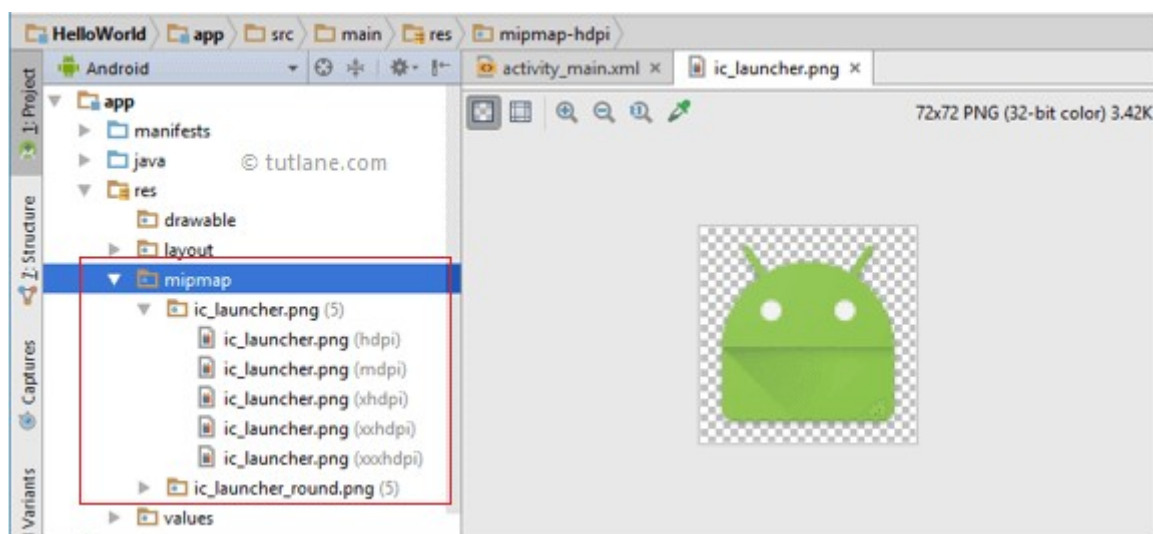 HelloWorld app src main res mipmap-hdpi
Android
activity_main.xml × ic_launcher.png ×
1: Project
app
72x72 PNG (32-bit color) 3.42K
manifests
java
© tutlane.com
res
drawable
layout
7: Structure
mipmap
ic_launcher.png (5)
ic_launcher.png (hdpi)
ic_launcher.png (mdpi)
Captures
ic_launcher.png (xhdpi)
ic_launcher.png (xxhdpi)
ic_launcher.png (xxxhdpi)
ic_launcher_round.png (5)
Variants
values